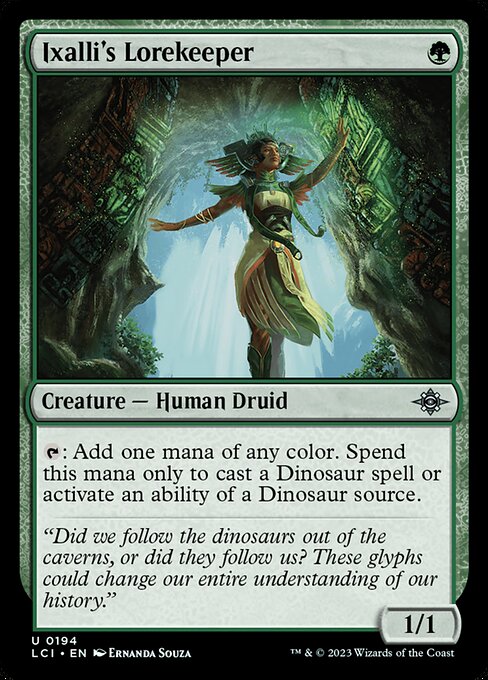 Ixalli's Lorekeeper
Creature — Human Druid
: Add one mana of any color. Spend
this mana only to cast a Dinosaur spell or
activate an ability of a Dinosaur source.
“Did we follow the dinosaurs out of the
caverns, or did they follow us? These glyphs
could change our entire understanding of our
history.”
1/1
U 0194
LCI • EN Ernanda Souza
™ & © 2023 Wizards of the Coast